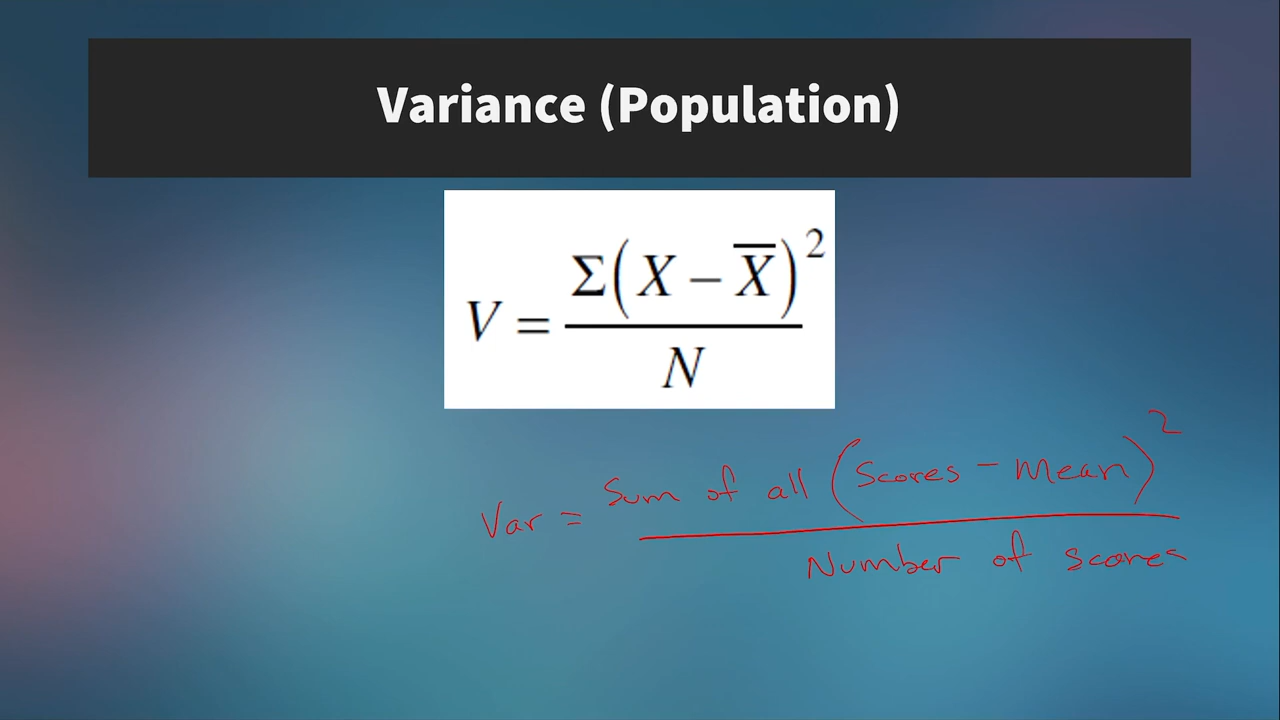 Variance (Population)
V = Σ(X − X̅)² / N
Var = Sum of all (Scores − Mean)² / Number of scores